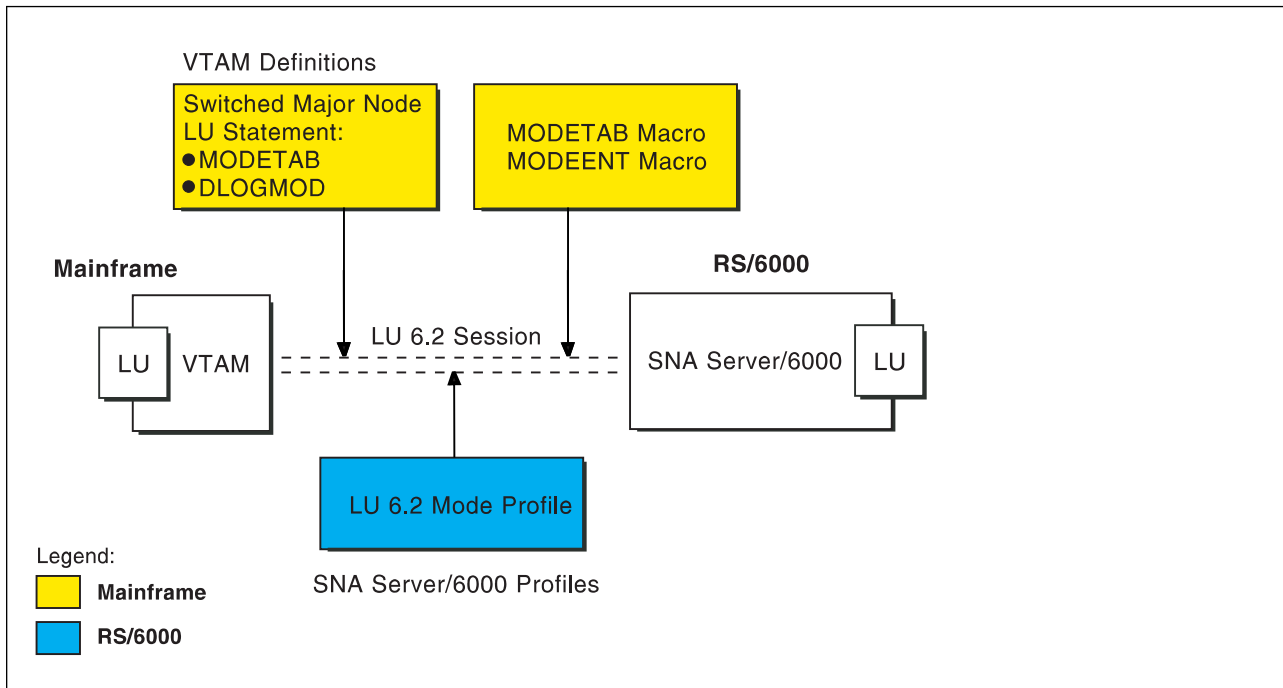 VTAM Definitions
Switched Major Node
LU Statement:
●MODETAB
●DLOGMOD
MODETAB Macro
MODEENT Macro
Mainframe
RS/6000
LU
VTAM
LU 6.2 Session
SNA Server/6000
LU
LU 6.2 Mode Profile
SNA Server/6000 Profiles
Legend:
Mainframe
RS/6000